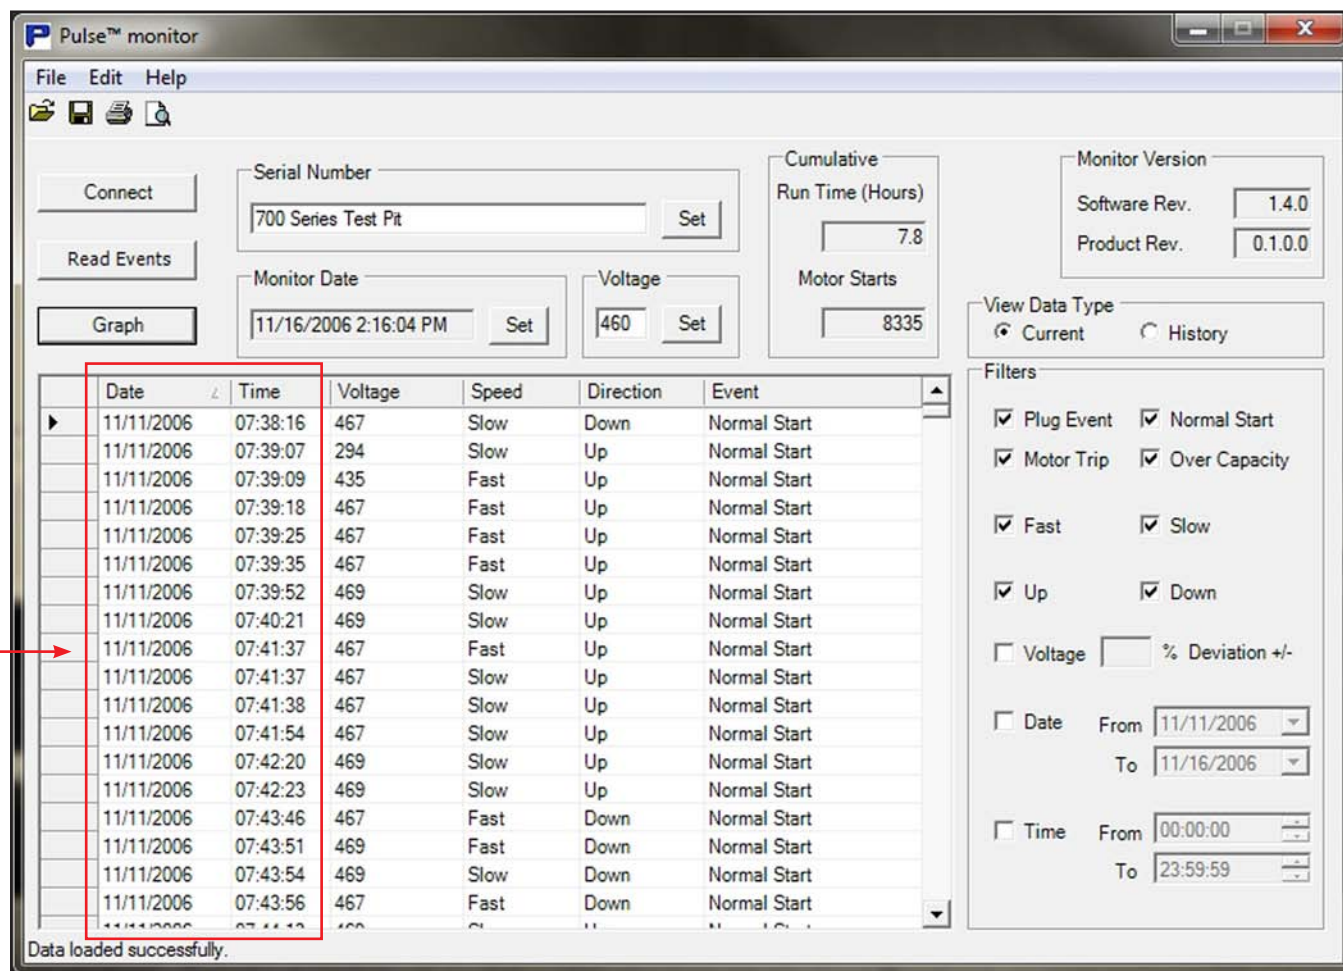 Pulse™ monitor
File Edit Help
Connect
Read Events
Graph
Serial Number
700 Series Test Pit Set
Monitor Date
11/16/2006 2:16:04 PM Set
Voltage
460 Set
Cumulative
Run Time (Hours)
7.8
Motor Starts
8335
Monitor Version
Software Rev. 1.4.0
Product Rev. 0.1.0.0
View Data Type
Current History
Date Time Voltage Speed Direction Event
11/11/2006 07:38:16 467 Slow Down Normal Start
11/11/2006 07:39:07 294 Slow Up Normal Start
11/11/2006 07:39:09 435 Fast Up Normal Start
11/11/2006 07:39:18 467 Fast Up Normal Start
11/11/2006 07:39:25 467 Fast Up Normal Start
11/11/2006 07:39:35 467 Fast Up Normal Start
11/11/2006 07:39:52 469 Slow Up Normal Start
11/11/2006 07:40:21 469 Slow Up Normal Start
11/11/2006 07:41:37 467 Fast Up Normal Start
11/11/2006 07:41:37 467 Slow Up Normal Start
11/11/2006 07:41:38 467 Slow Up Normal Start
11/11/2006 07:41:54 467 Slow Up Normal Start
11/11/2006 07:42:20 469 Slow Up Normal Start
11/11/2006 07:42:23 469 Slow Up Normal Start
11/11/2006 07:43:46 467 Fast Down Normal Start
11/11/2006 07:43:51 469 Fast Down Normal Start
11/11/2006 07:43:54 469 Slow Down Normal Start
11/11/2006 07:43:56 467 Fast Down Normal Start
Filters
Plug Event Normal Start
Motor Trip Over Capacity
Fast Slow
Up Down
Voltage % Deviation +/-
Date From 11/11/2006
To 11/16/2006
Time From 00:00:00
To 23:59:59
Data loaded successfully.